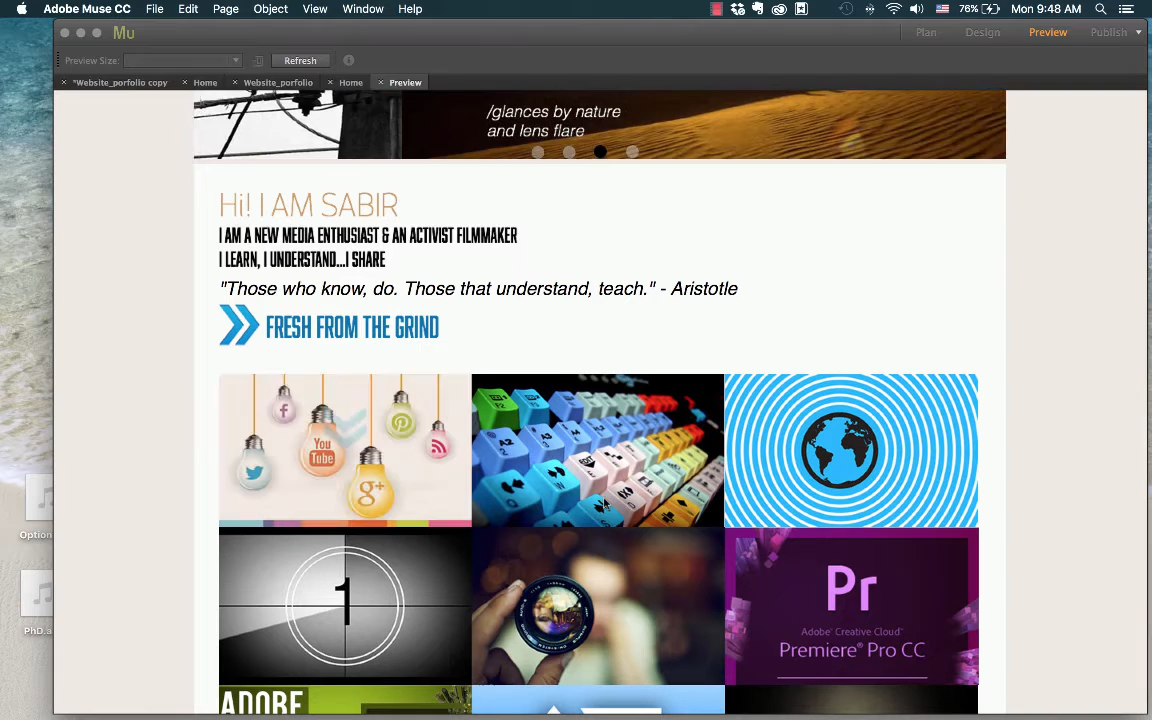 Adobe Muse CC File Edit Page Object View Window Help 76% Mon 9:48 AM
Mu Plan Design Preview Publish
Preview Size: Refresh
*Website_porfolio copy Home Website_porfolio Home Preview
/glances by nature
and lens flare
Hi! I AM SABIR
I AM A NEW MEDIA ENTHUSIAST & AN ACTIVIST FILMMAKER
I LEARN, I UNDERSTAND...I SHARE
"Those who know, do. Those that understand, teach." - Aristotle
FRESH FROM THE GRIND
You
Tube
g+
1
Pr
Adobe® Creative Cloud™
Premiere® Pro CC
ADOBE
Option
PhD.a